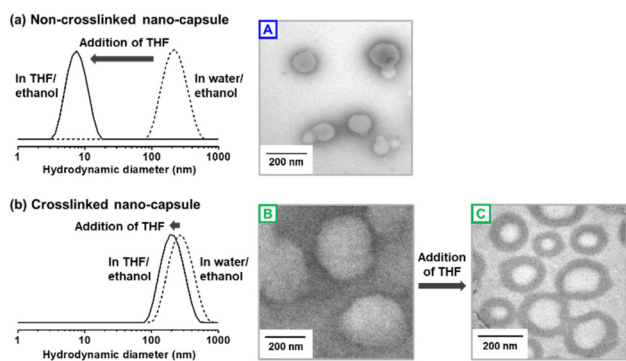 (a) Non-crosslinked nano-capsule
Addition of THF
In THF/
ethanol
In water/
ethanol
1 10 100 1000
Hydrodynamic diameter (nm)
A
200 nm
(b) Crosslinked nano-capsule
Addition of THF
In THF/
ethanol
In water/
ethanol
1 10 100 1000
Hydrodynamic diameter (nm)
B
200 nm
Addition
of THF
C
200 nm